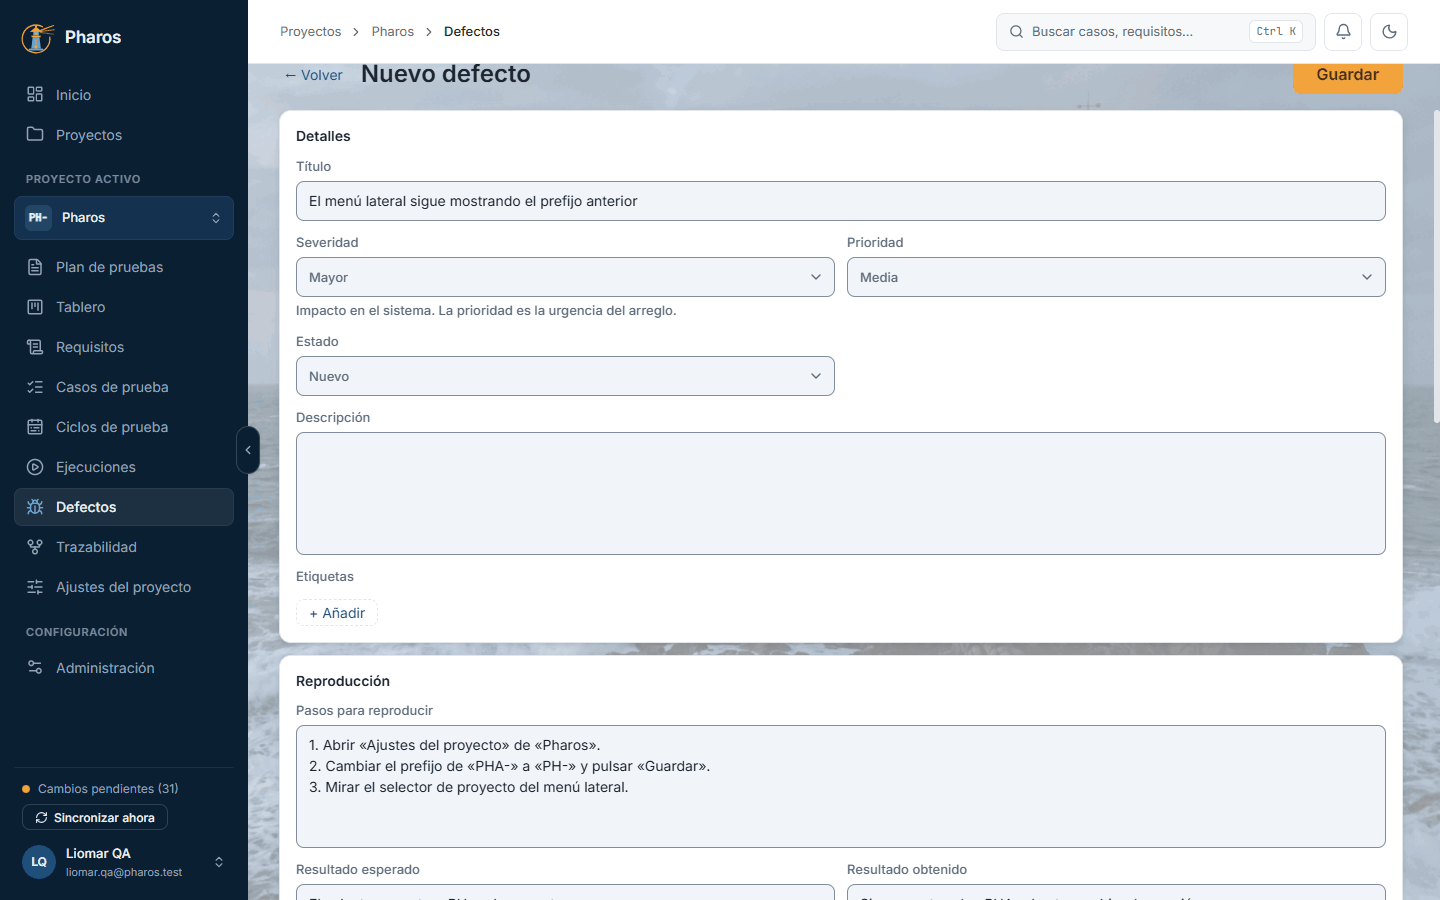 Pharos
Proyectos > Pharos > Defectos
Buscar casos, requisitos...
Ctrl K
← Volver
Nuevo defecto
Guardar
Inicio
Proyectos
PROYECTO ACTIVO
PH-
Pharos
Plan de pruebas
Tablero
Requisitos
Casos de prueba
Ciclos de prueba
Ejecuciones
Defectos
Trazabilidad
Ajustes del proyecto
CONFIGURACIÓN
Administración
Cambios pendientes (31)
Sincronizar ahora
LQ
Liomar QA
liomar.qa@pharos.test
Detalles
Título
El menú lateral sigue mostrando el prefijo anterior
Severidad
Prioridad
Mayor
Media
Impacto en el sistema. La prioridad es la urgencia del arreglo.
Estado
Nuevo
Descripción
Etiquetas
+ Añadir
Reproducción
Pasos para reproducir
1. Abrir «Ajustes del proyecto» de «Pharos».
2. Cambiar el prefijo de «PHA-» a «PH-» y pulsar «Guardar».
3. Mirar el selector de proyecto del menú lateral.
Resultado esperado
Resultado obtenido